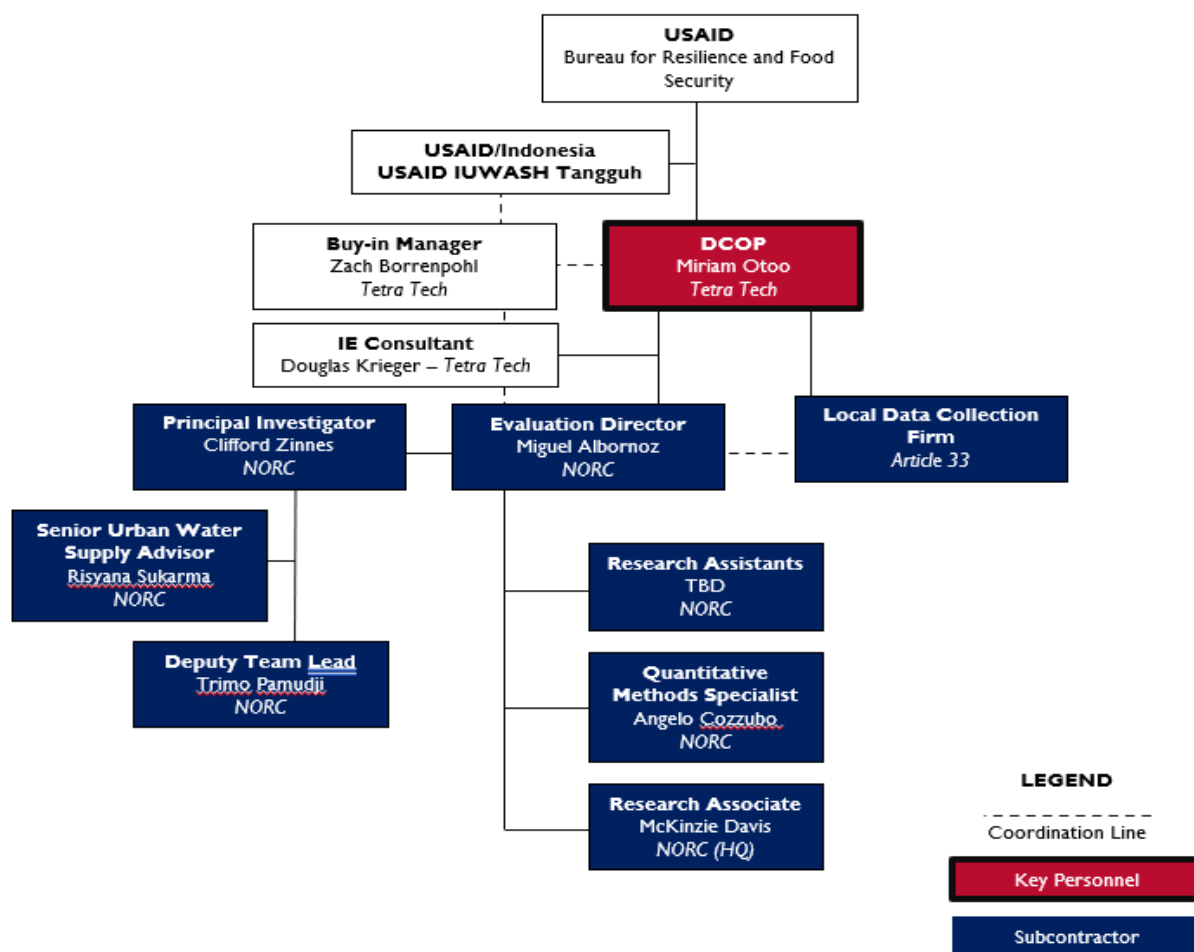 USAID
Bureau for Resilience and Food
Security
USAID/Indonesia
USAID IUWASH Tangguh
Buy-in Manager
Zach Borrenpohl
Tetra Tech
DCOP
Miriam Otoo
Tetra Tech
IE Consultant
Douglas Krieger – Tetra Tech
Principal Investigator
Clifford Zinnes
NORC
Evaluation Director
Miguel Albornoz
NORC
Local Data Collection
Firm
Article 33
Senior Urban Water
Supply Advisor
Risyana Sukarma
NORC
Deputy Team Lead
Trimo Pamudji
NORC
Research Assistants
TBD
NORC
Quantitative
Methods Specialist
Angelo Cozzubo
NORC
Research Associate
McKinzie Davis
NORC (HQ)
LEGEND
Coordination Line
Key Personnel
Subcontractor